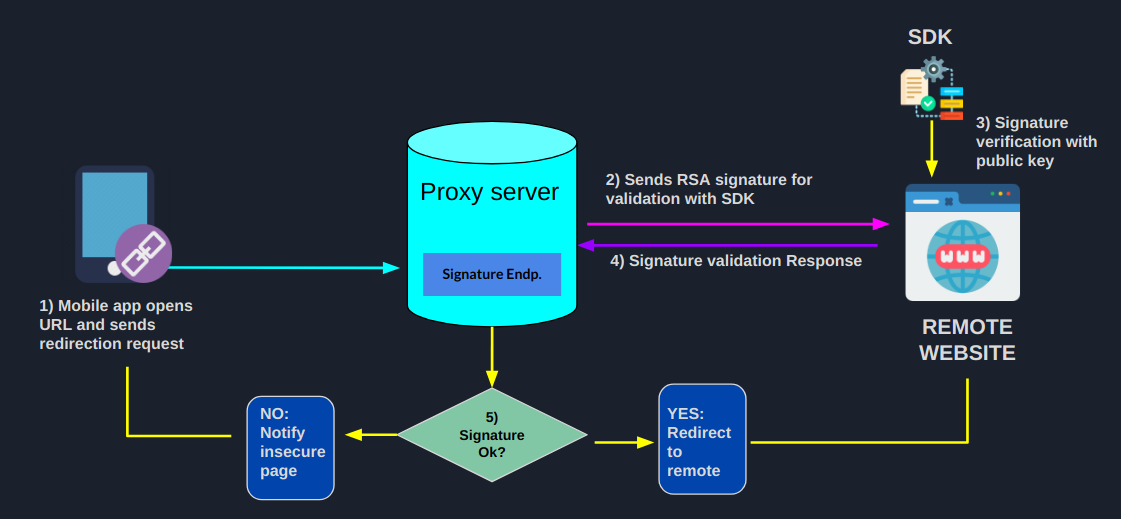 SDK
3) Signature
verification with
public key
Proxy server
2) Sends RSA signature for
validation with SDK
Signature Endp.
4) Signature validation Response
WWW
1) Mobile app opens
URL and sends
redirection request
REMOTE
WEBSITE
NO:
Notify
insecure
page
5)
Signature
Ok?
YES:
Redirect
to
remote